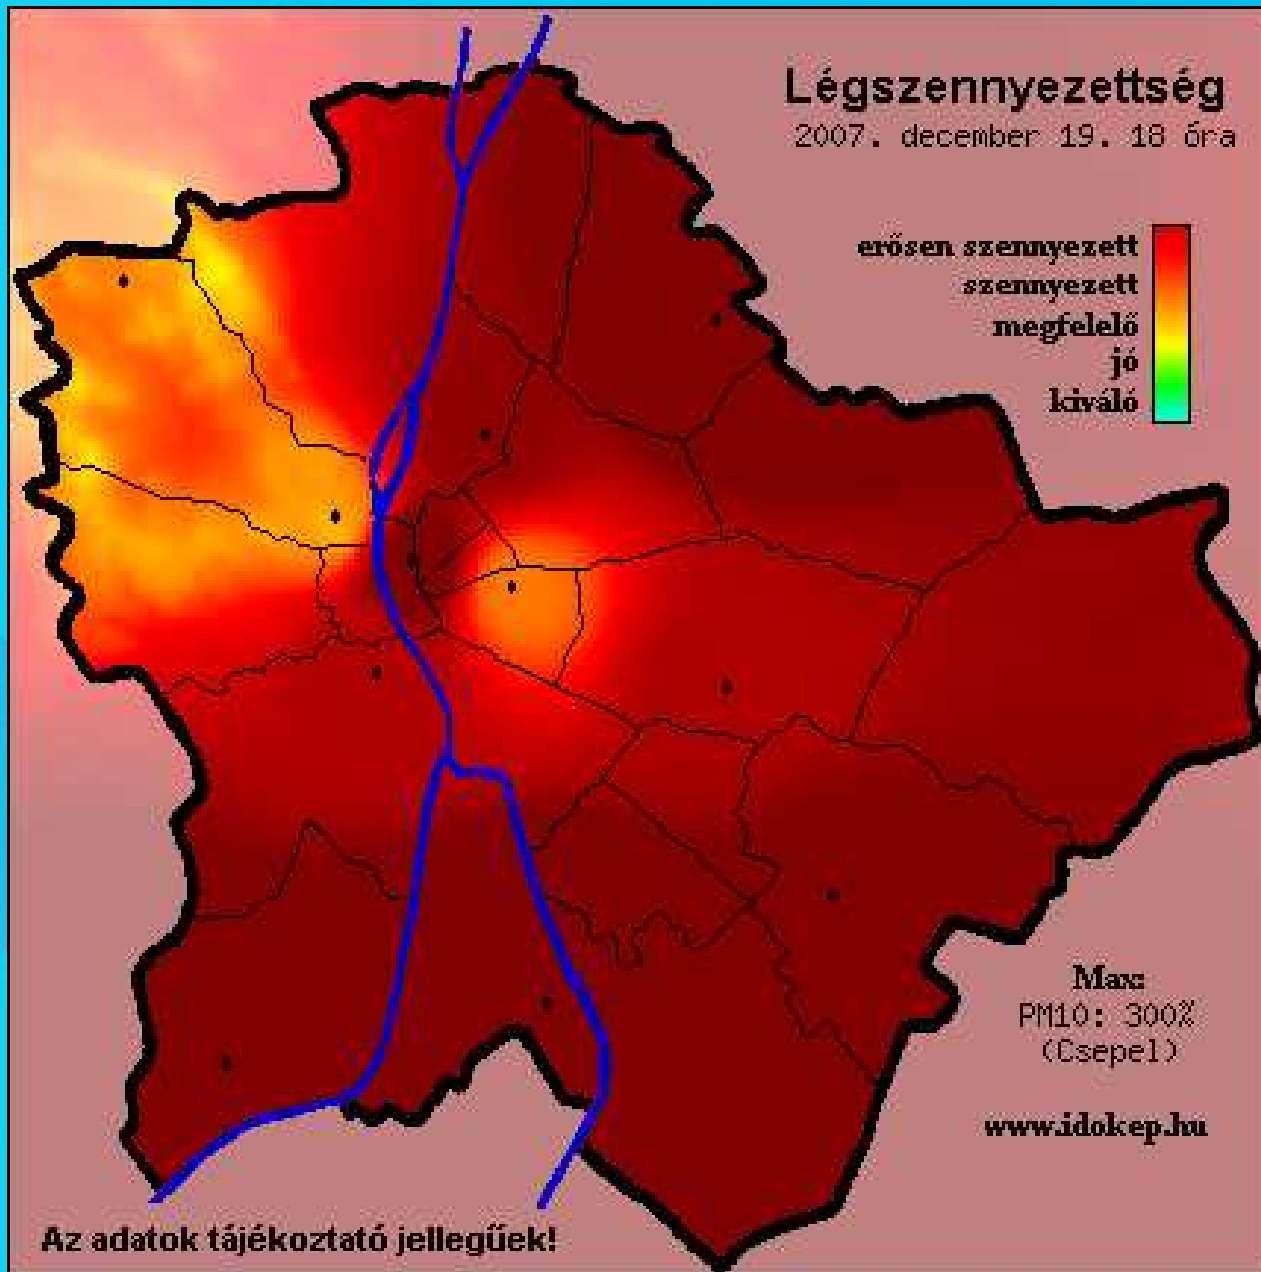 Légszennyezettség
2007. december 19. 18 óra
erősen szennyezett
szennyezett
megfelelő
jó
kiváló
Max:
PM10: 300%
(Csepel)
www.idokep.hu
Az adatok tájékoztató jellegűek!